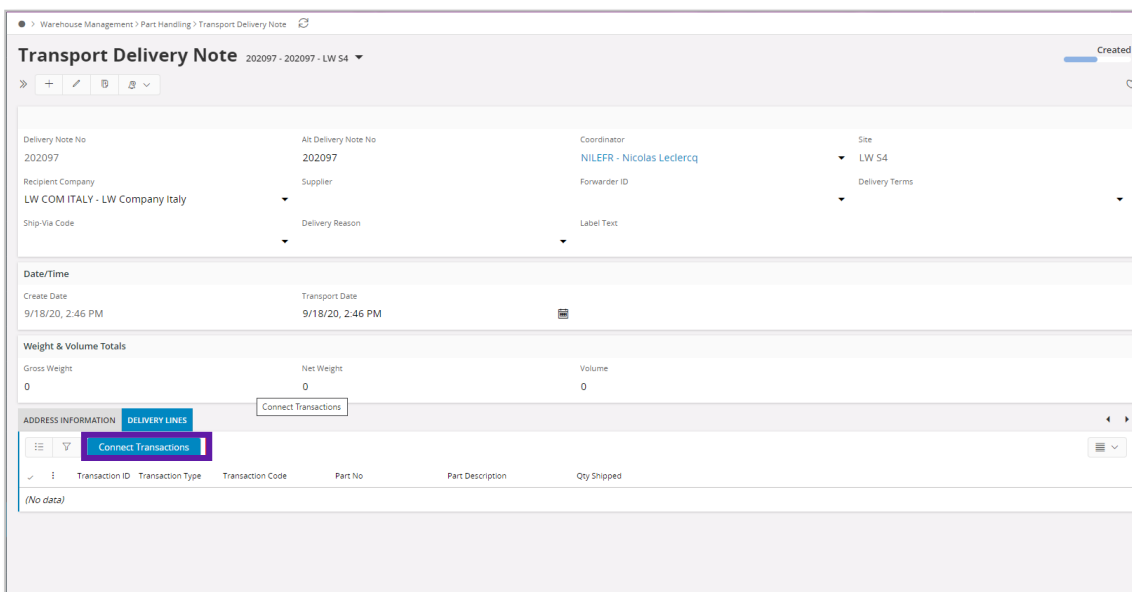 > Warehouse Management > Part Handling > Transport Delivery Note
Transport Delivery Note 202097 - 202097 - LW S4
Created
Delivery Note No Alt Delivery Note No Coordinator Site
202097 202097 NILEFR - Nicolas Leclercq LW S4
Recipient Company Supplier Forwarder ID Delivery Terms
LW COM ITALY - LW Company Italy
Ship-Via Code Delivery Reason Label Text
Date/Time
Create Date Transport Date
9/18/20, 2:46 PM 9/18/20, 2:46 PM
Weight & Volume Totals
Gross Weight Net Weight Volume
0 0 0
Connect Transactions
ADDRESS INFORMATION DELIVERY LINES
Connect Transactions
Transaction ID Transaction Type Transaction Code Part No Part Description Qty Shipped
(No data)